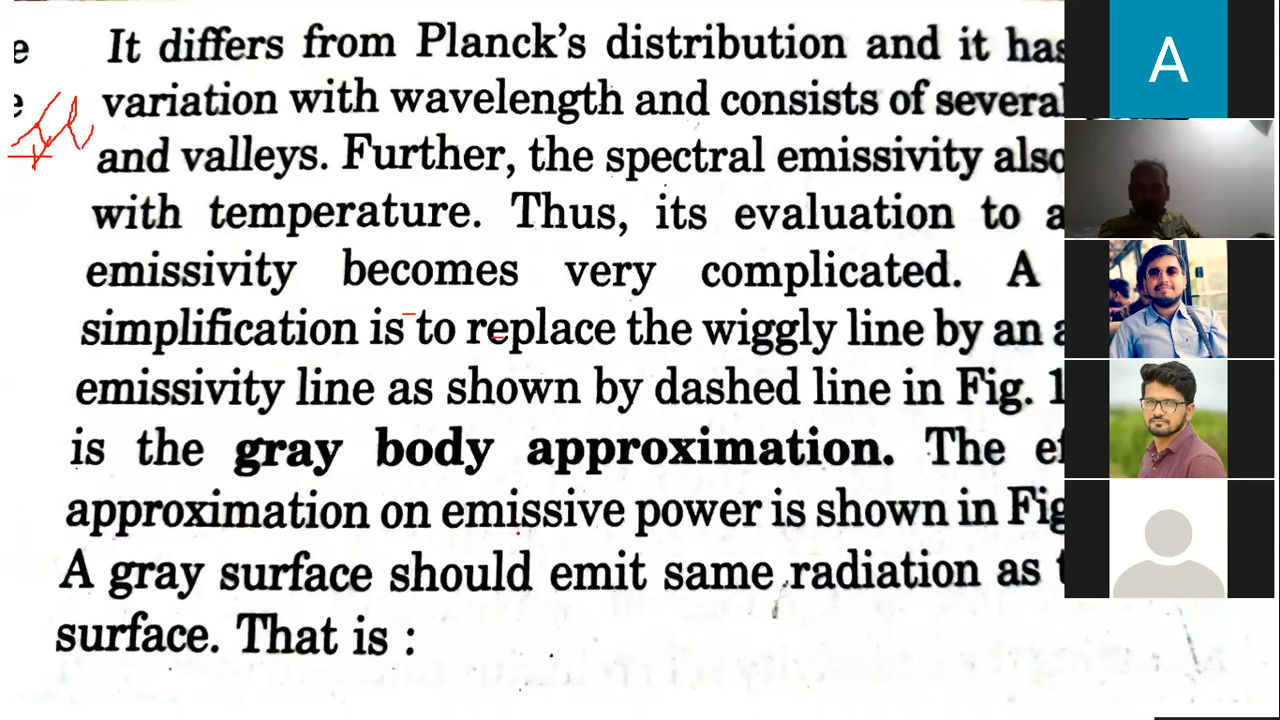 e It differs from Planck's distribution and it has
e variation with wavelength and consists of several
and valleys. Further, the spectral emissivity also
with temperature. Thus, its evaluation to a
emissivity becomes very complicated. A
simplification is to replace the wiggly line by an a
emissivity line as shown by dashed line in Fig. 1
is the gray body approximation. The ef
approximation on emissive power is shown in Fig
A gray surface should emit same radiation as t
surface. That is :
A